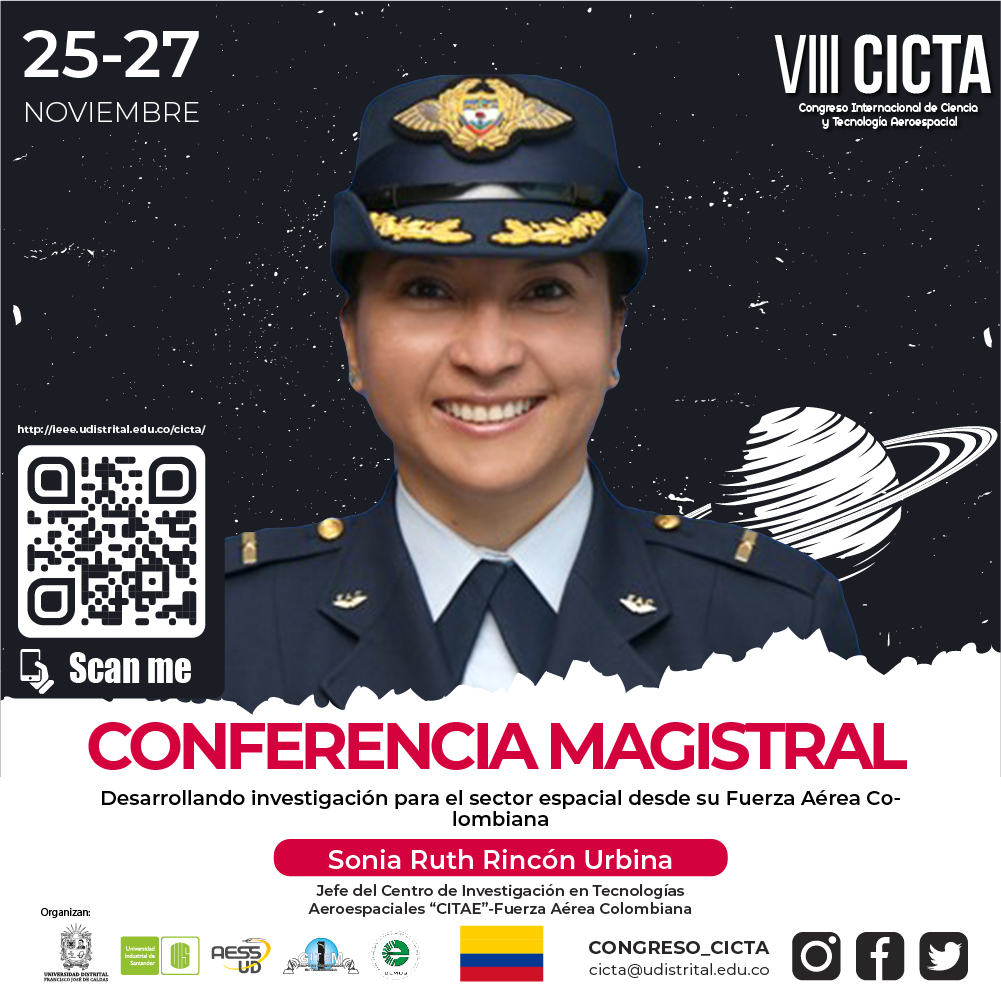 25-27
NOVIEMBRE
VIII CICTA
Congreso Internacional de Ciencia
y Tecnología Aeroespacial
http://ieee.udistrital.edu.co/cicta/
Scan me
CONFERENCIA MAGISTRAL
Desarrollando investigación para el sector espacial desde su Fuerza Aérea Co-
lombiana
Sonia Ruth Rincón Urbina
Jefe del Centro de Investigación en Tecnologías
Aeroespaciales “CITAE”-Fuerza Aérea Colombiana
Organizan:
UNIVERSIDAD DISTRITAL
FRANCISCO JOSÉ DE CALDAS
Universidad
Industrial de
Santander
UIS
AESS
UD
CONGRESO_CICTA
cicta@udistrital.edu.co